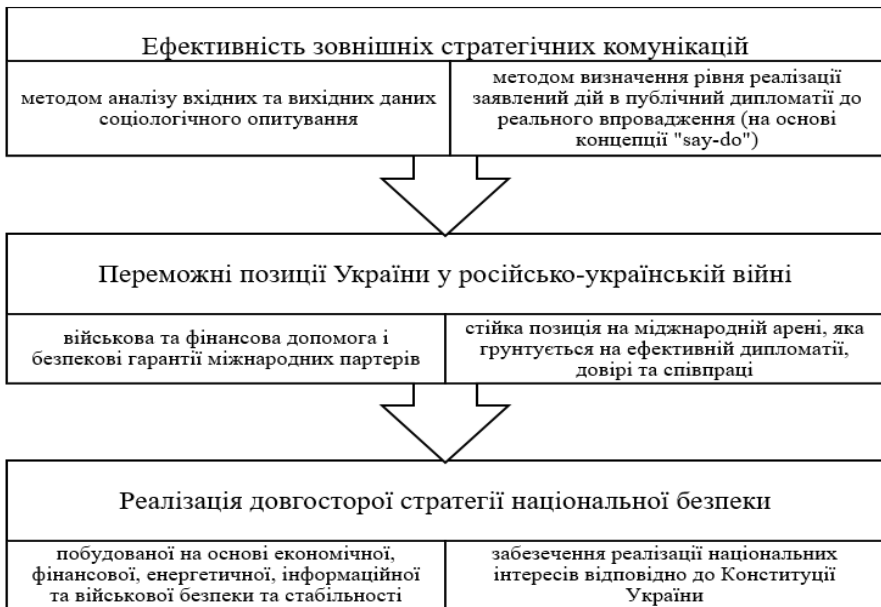 Ефективність зовнішніх стратегічних комунікацій
методом аналізу вхідних та вихідних даних
соціологічного опитування
методом визначення рівня реалізації
заявлений дій в публічний дипломатії до
реального впровадження (на основі
концепції "say-do")
Переможні позиції України у російсько-українській війні
військова та фінансова допомога і
безпекові гарантії міжнародних партерів
стійка позиція на міджнародній арені, яка
грунтується на ефективній дипломатії,
довірі та співпраці
Реалізація довгосторої стратегії національної безпеки
побудованої на основі економічної,
фінансової, енергетичної, інформаційної
та військової безпеки та стабільності
забезечення реалізації національних
інтересів відповідно до Конституції
України